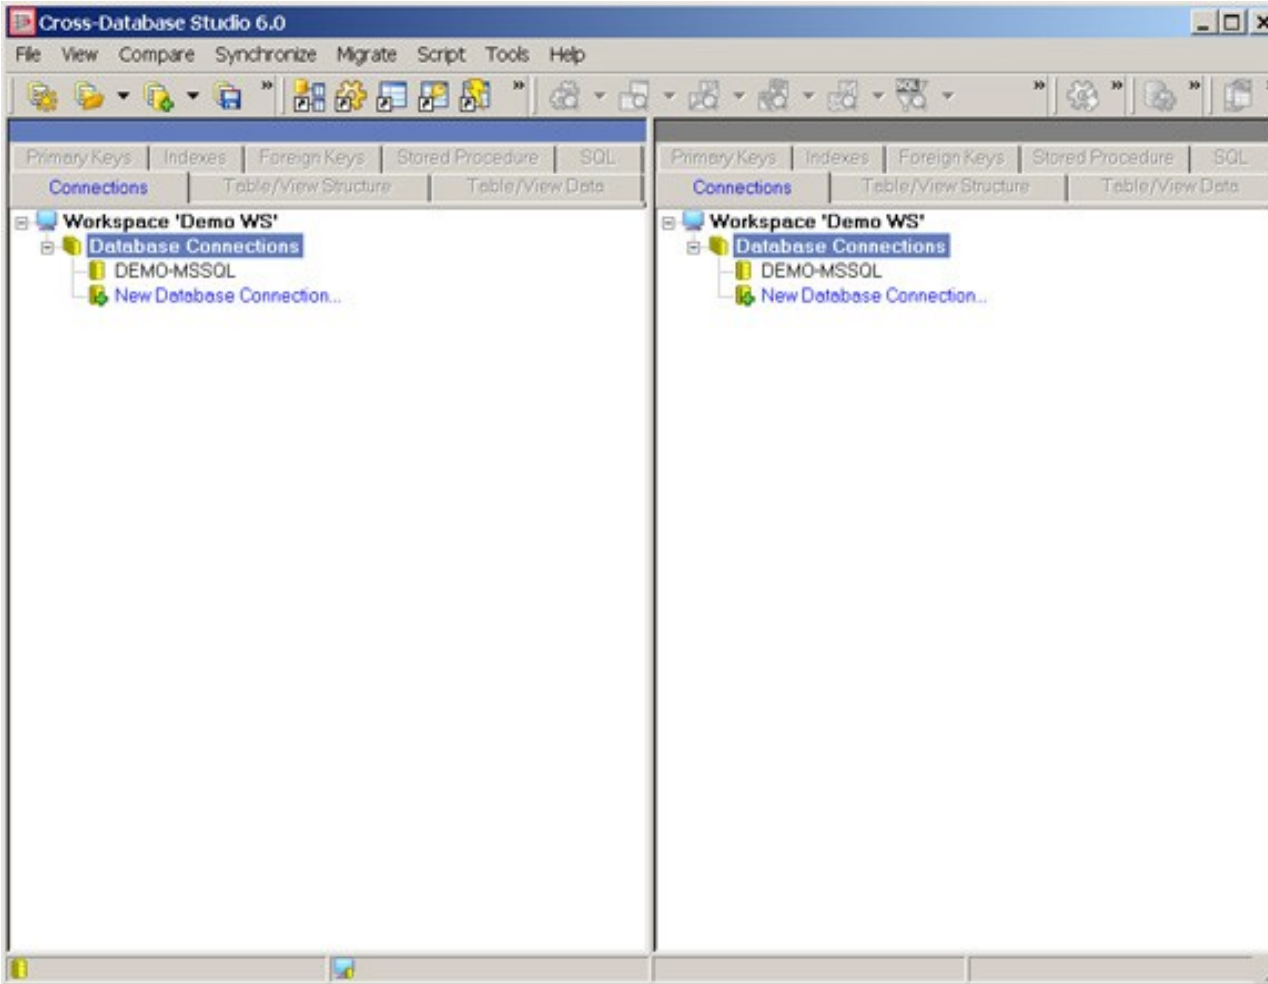 Cross-Database Studio 6.0
File View Compare Synchronize Migrate Script Tools Help
Primary Keys Indexes Foreign Keys Stored Procedure SQL
Connections Table/View Structure Table/View Data
Workspace 'Demo WS'
Database Connections
DEMO-MSSQL
New Database Connection...
Primary Keys Indexes Foreign Keys Stored Procedure SQL
Connections Table/View Structure Table/View Data
Workspace 'Demo WS'
Database Connections
DEMO-MSSQL
New Database Connection...